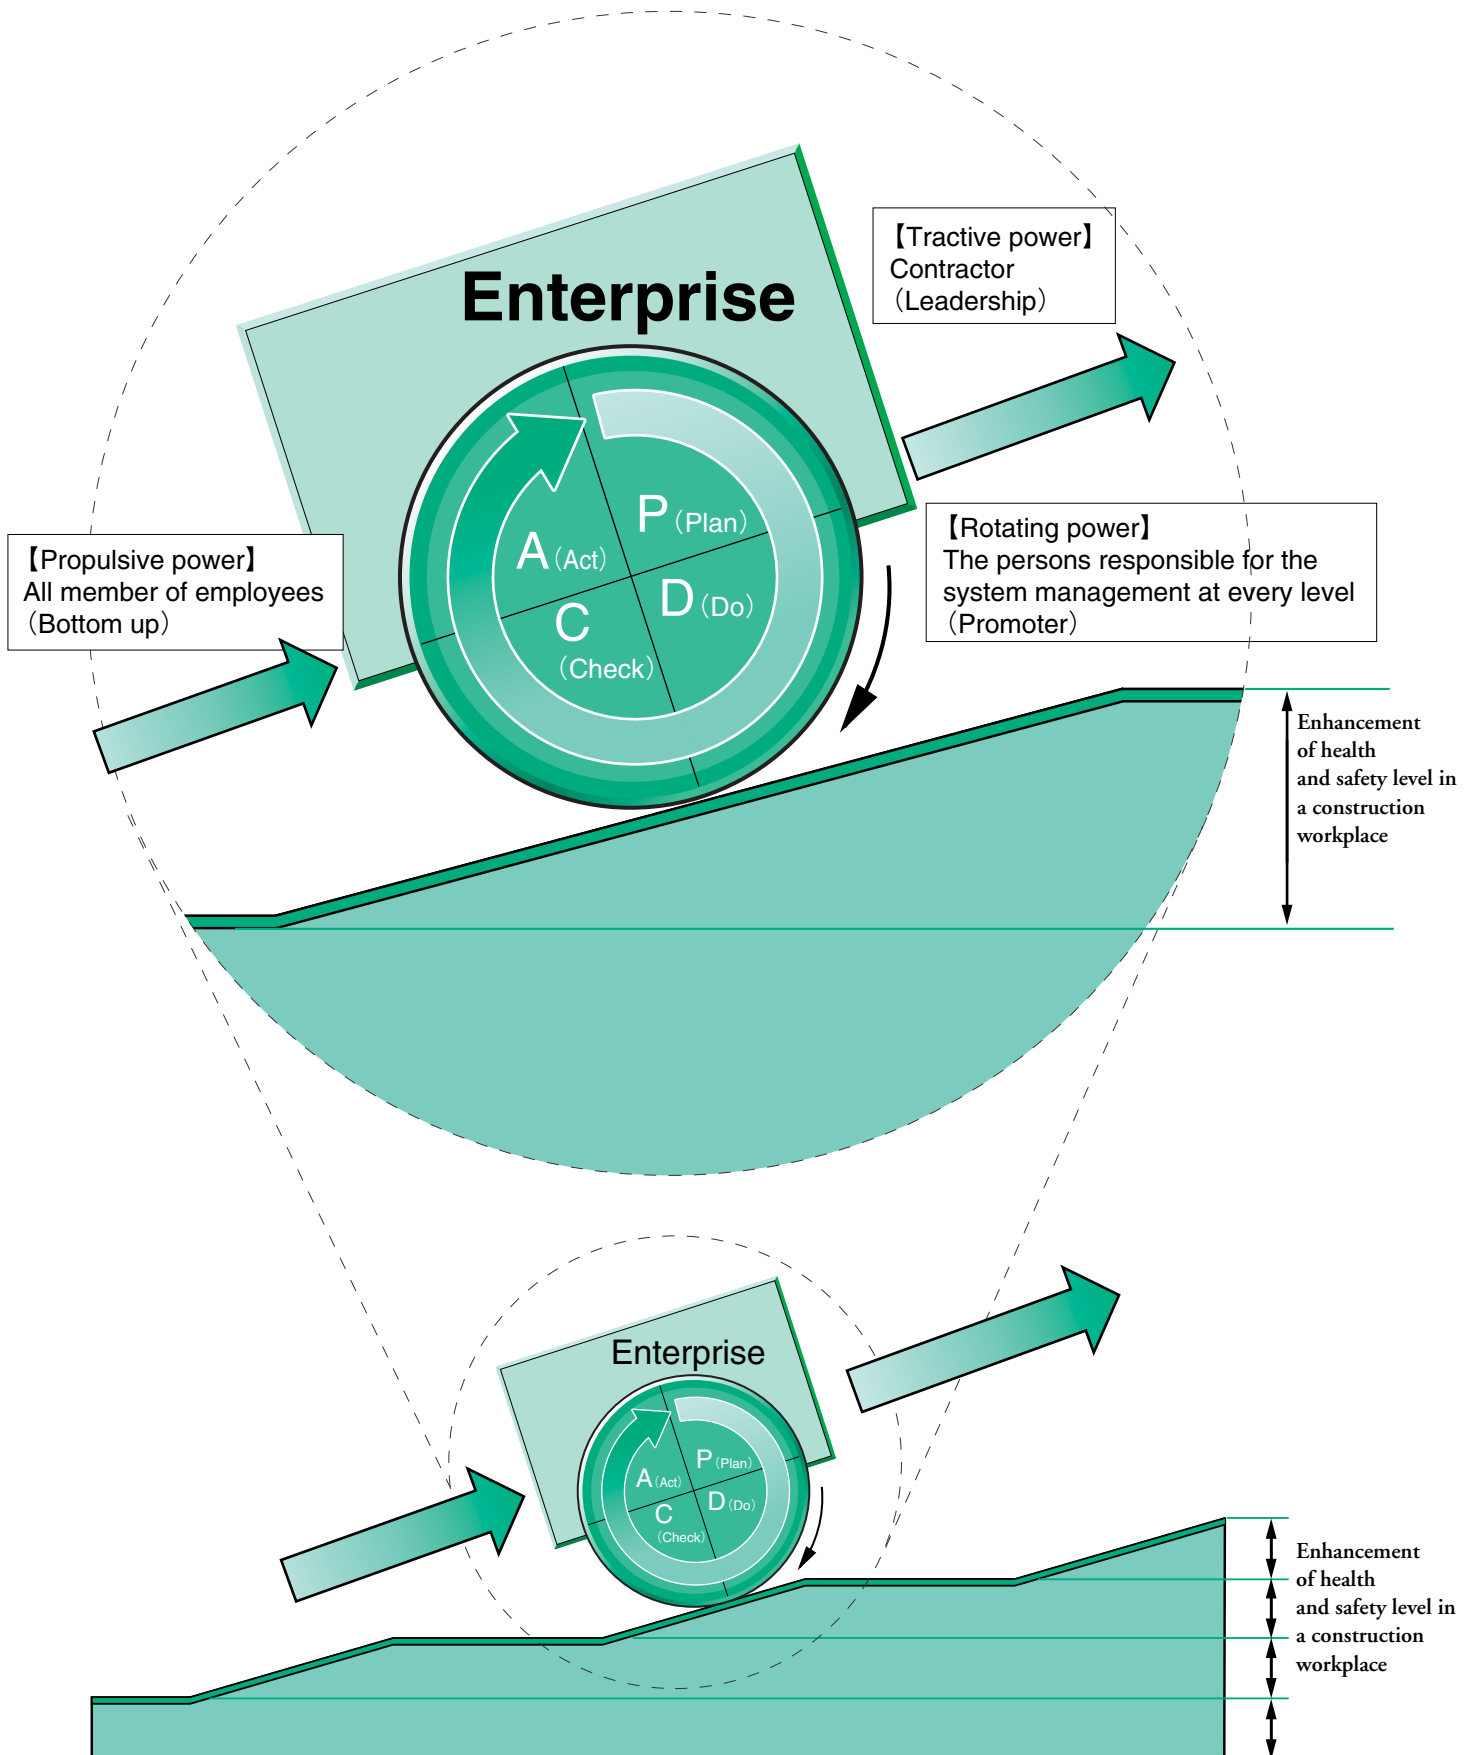 Enterprise
【Tractive power】
Contractor
（Leadership）
P（Plan）
A（Act）
D（Do）
C
（Check）
【Rotating power】
The persons responsible for the
system management at every level
（Promoter）
【Propulsive power】
All member of employees
（Bottom up）
Enhancement
of health
and safety level in
a construction
workplace
Enterprise
P（Plan）
A（Act）
D（Do）
C
（Check）
Enhancement
of health
and safety level in
a construction
workplace